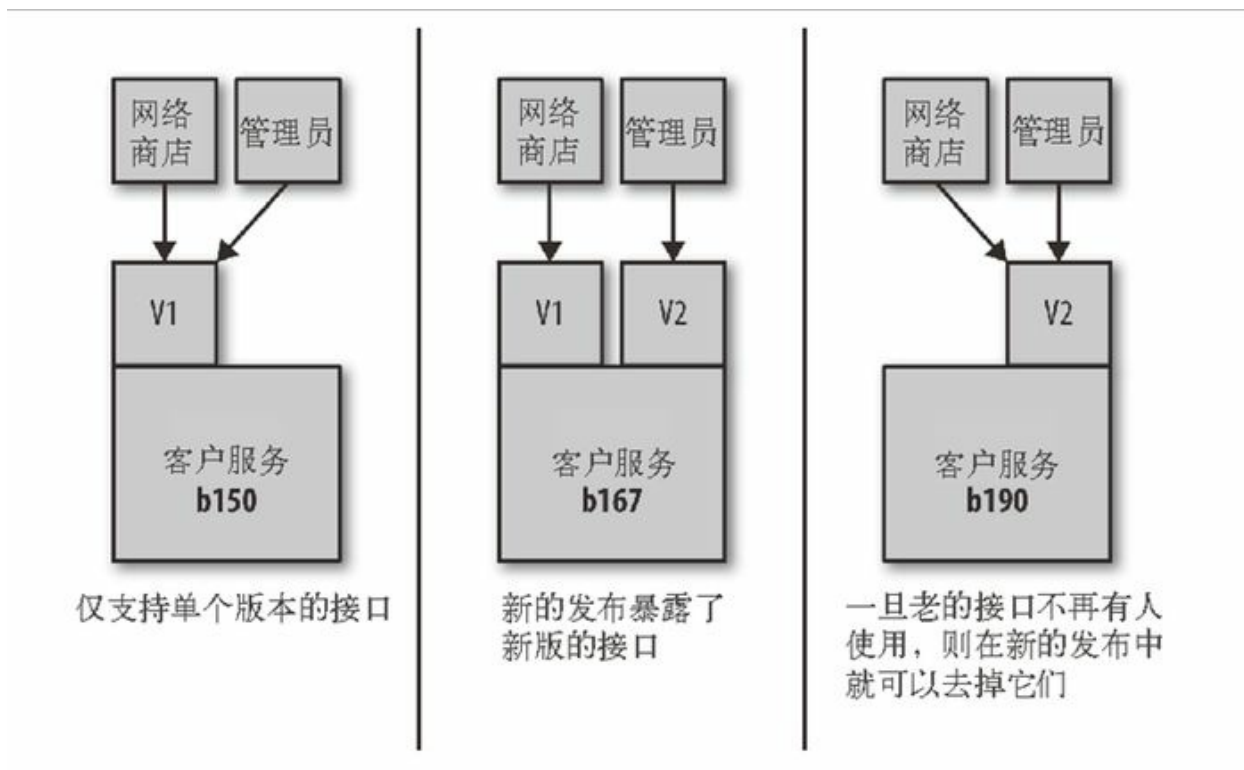 网络
商店
管理员
V1
客户服务
b150
仅支持单个版本的接口
网络
商店
管理员
V1
V2
客户服务
b167
新的发布暴露了
新版的接口
网络
商店
管理员
V2
客户服务
b190
一旦老的接口不再有人
使用，则在新的发布中
就可以去掉它们